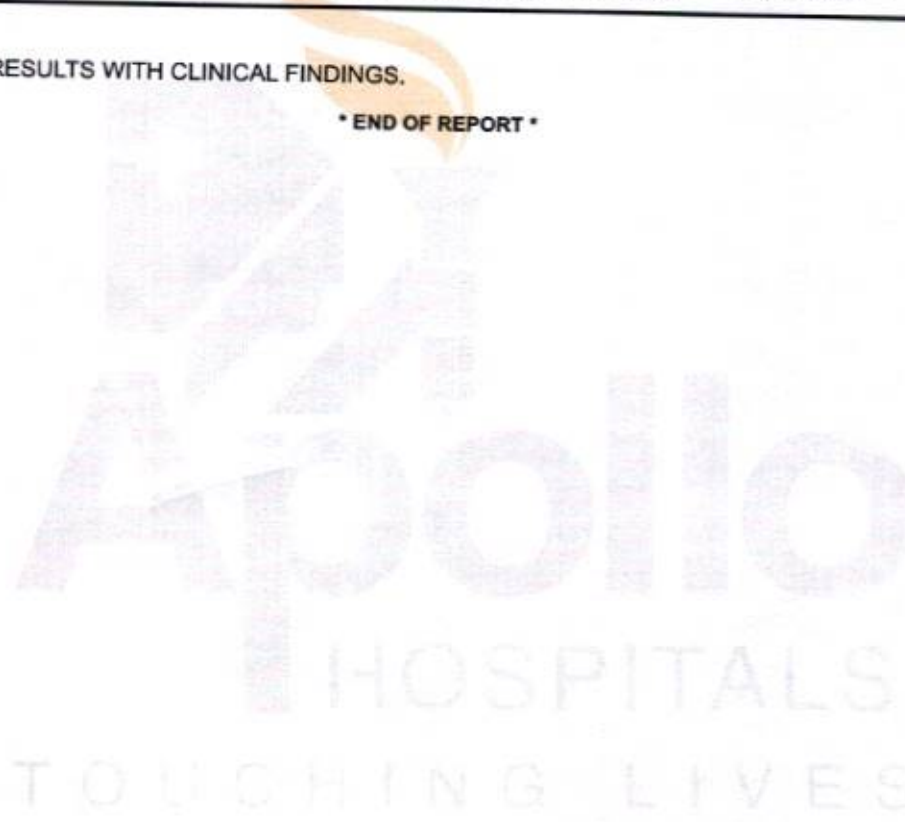 RESULTS WITH CLINICAL FINDINGS.
* END OF REPORT *
Apollo
HOSPITALS
TOUCHING LIVES